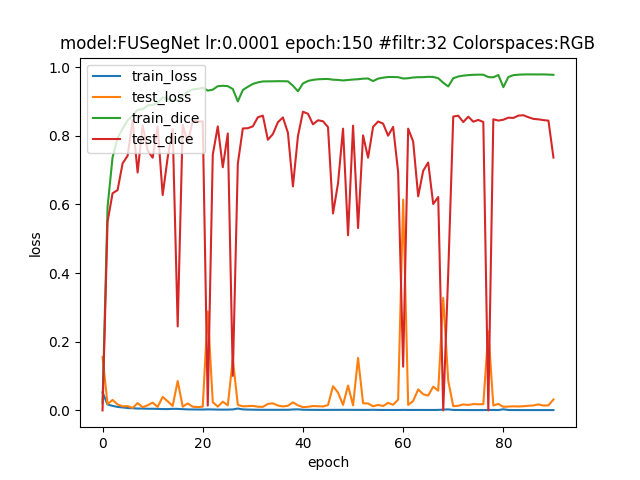 model:FUSegNet lr:0.0001 epoch:150 #filtr:32 Colorspaces:RGB
1.0
0.8
0.6
0.4
0.2
0.0
loss
train_loss
test_loss
train_dice
test_dice
0 20 40 60 80
epoch